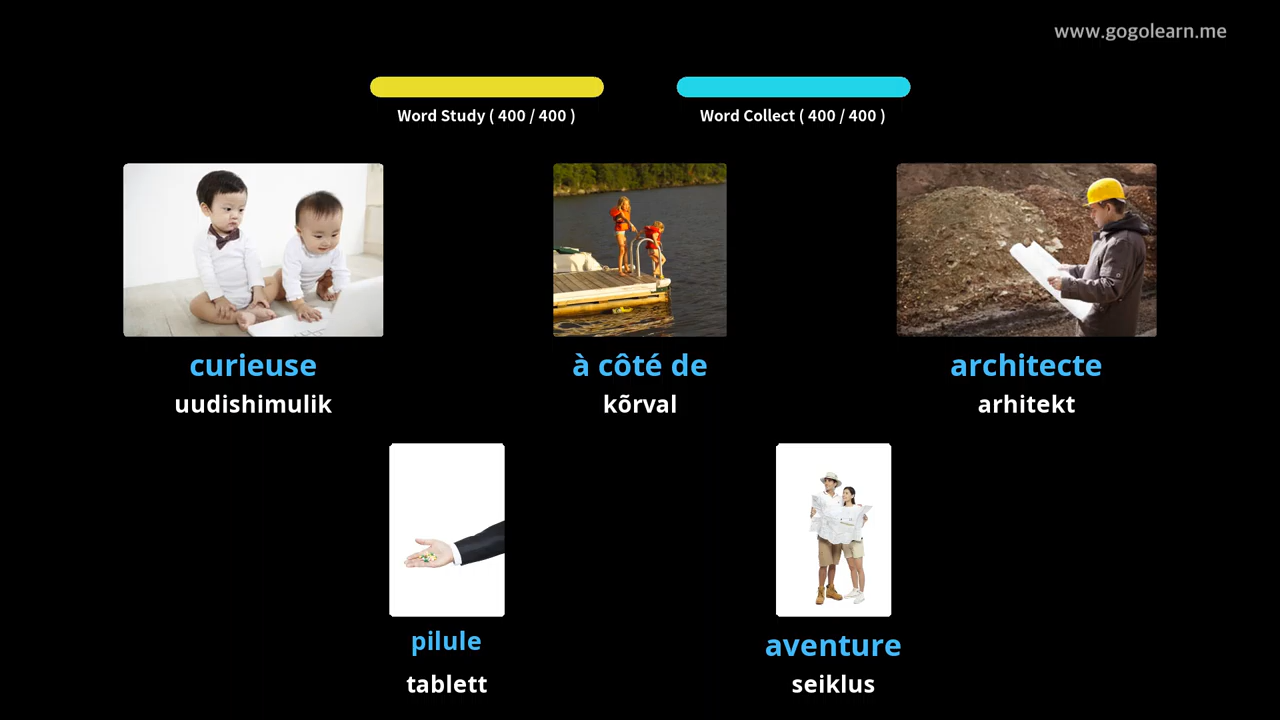 www.gogolearn.me
Word Study ( 400 / 400 )
Word Collect ( 400 / 400 )
curieuse
uudishimulik
à côté de
kõrval
architecte
arhitekt
pilule
tablett
aventure
seiklus